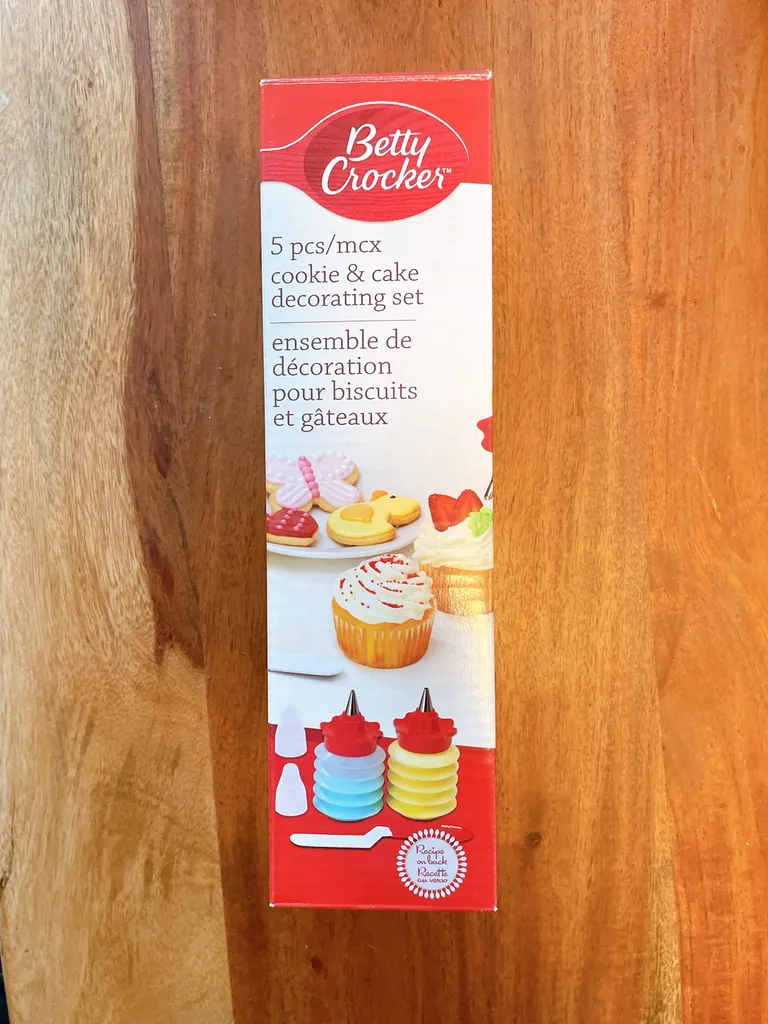 Betty
Crocker™
5 pcs/mcx
cookie & cake
decorating set
ensemble de
décoration
pour biscuits
et gâteaux
Recipe
on back
Recette
au verso